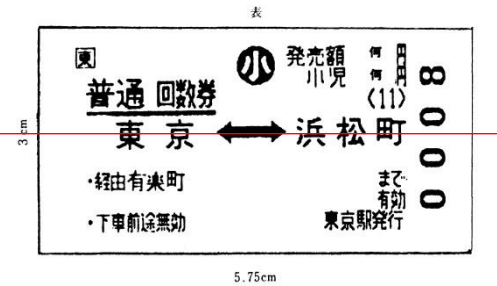 表
東
小 発売額 何円
小児 何円
(11)
普通 回数券
東京 ⟷ 浜松町
・経由有楽町 まで
有効
・下車前途無効 東京駅発行
8000
3cm
5.75cm